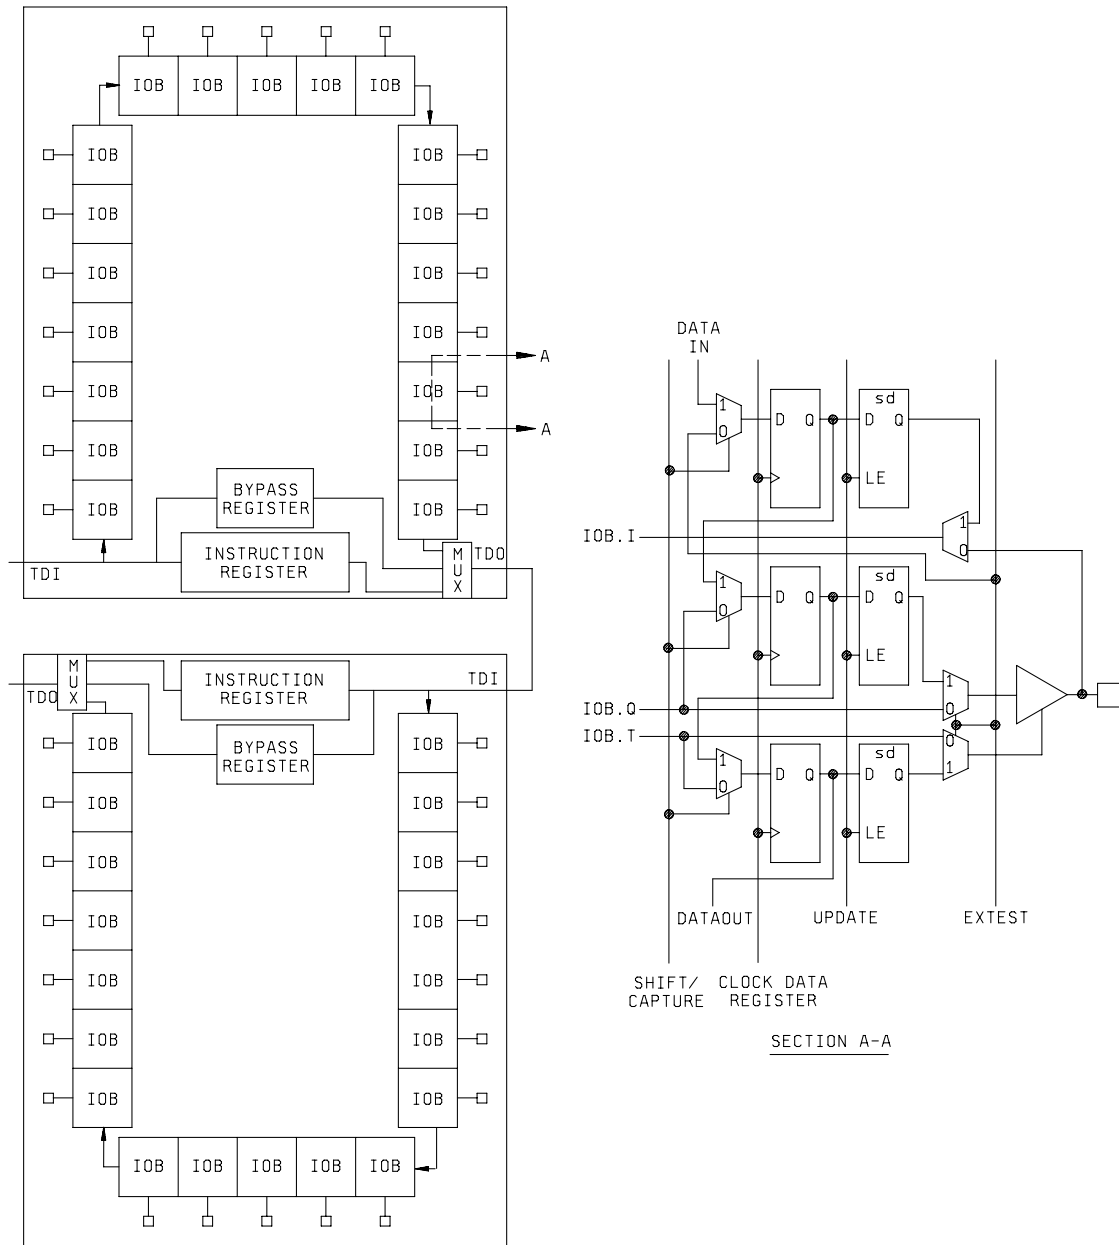 IOB IOB IOB IOB IOB
IOB IOB
IOB IOB
IOB IOB
IOB IOB
A
IOB IOB
A
IOB IOB
IOB IOB
BYPASS
REGISTER
INSTRUCTION
REGISTER
TDI
MUX
TDO
MUX
TDO
INSTRUCTION
REGISTER
TDI
BYPASS
REGISTER
IOB IOB
IOB IOB
IOB IOB
IOB IOB
IOB IOB
IOB IOB
IOB IOB
IOB IOB IOB IOB IOB
DATA
IN
1
0
D Q
sd
D Q
LE
IOB.I
1
0
1
0
D Q
sd
D Q
LE
1
0
IOB.Q
IOB.T
0
1
1
0
D Q
sd
D Q
LE
DATAOUT
UPDATE
EXTEST
SHIFT/
CAPTURE
CLOCK DATA
REGISTER
SECTION A-A